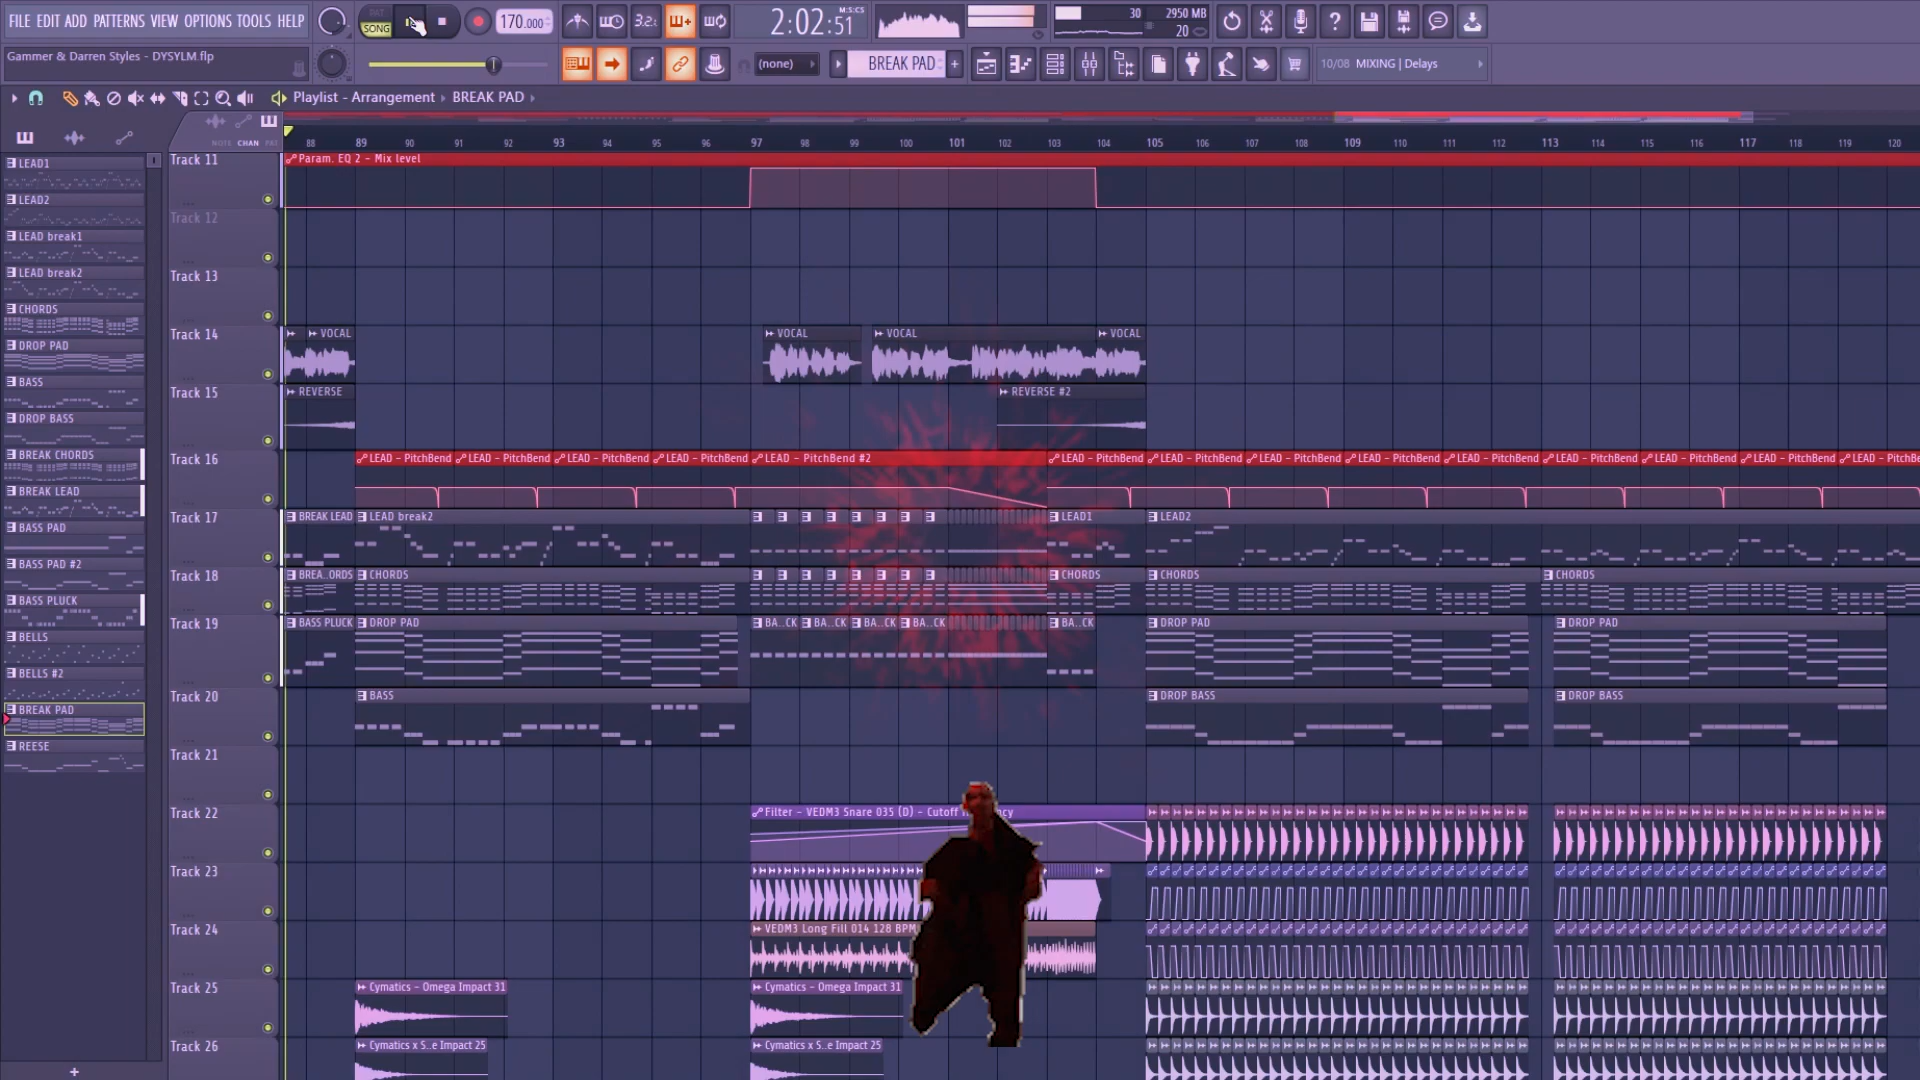 FILE EDIT ADD PATTERNS VIEW OPTIONS TOOLS HELP
PAT
SONG
170.000
3.2:
2:02:51
M:S:CS
30
2950 MB
20
Gammer & Darren Styles - DYSYLM.flp
(none)
BREAK PAD
+
10/08 MIXING | Delays
Playlist - Arrangement › BREAK PAD ›
NOTE CHAN PAT
88 89 90 91 92 93 94 95 96 97 98 99 100 101 102 103 104 105 106 107 108 109 110 111 112 113 114 115 116 117 118 119 120
LEAD1
LEAD2
LEAD break1
LEAD break2
CHORDS
DROP PAD
BASS
DROP BASS
BREAK CHORDS
BREAK LEAD
BASS PAD
BASS PAD #2
BASS PLUCK
BELLS
BELLS #2
BREAK PAD
REESE
+
Track 11
Param. EQ 2 - Mix level
Track 12
Track 13
Track 14
VOCAL VOCAL VOCAL VOCAL
Track 15
REVERSE REVERSE #2
Track 16
LEAD - PitchBend LEAD - PitchBend LEAD - PitchBend LEAD - PitchBend LEAD - PitchBend #2 LEAD - PitchBend LEAD - PitchBend LEAD - PitchBend LEAD - PitchBend LEAD - PitchBend LEAD - PitchBend LEAD - PitchBend LEAD - PitchBend LEAD - PitchB
Track 17
BREAK LEAD LEAD break2 LEAD1 LEAD2
Track 18
BREA..ORDS CHORDS CHORDS CHORDS CHORDS
Track 19
BASS PLUCK DROP PAD BA..CK BA..CK BA..CK BA..CK BA..CK DROP PAD DROP PAD
Track 20
BASS DROP BASS DROP BASS
Track 21
Track 22
Filter - VEDM3 Snare 035 (D) - Cutoff
Track 23
Track 24
VEDM3 Long Fill 014 128 BPM
Track 25
Cymatics - Omega Impact 31 Cymatics - Omega Impact 31
Track 26
Cymatics x S..e Impact 25 Cymatics x S..e Impact 25